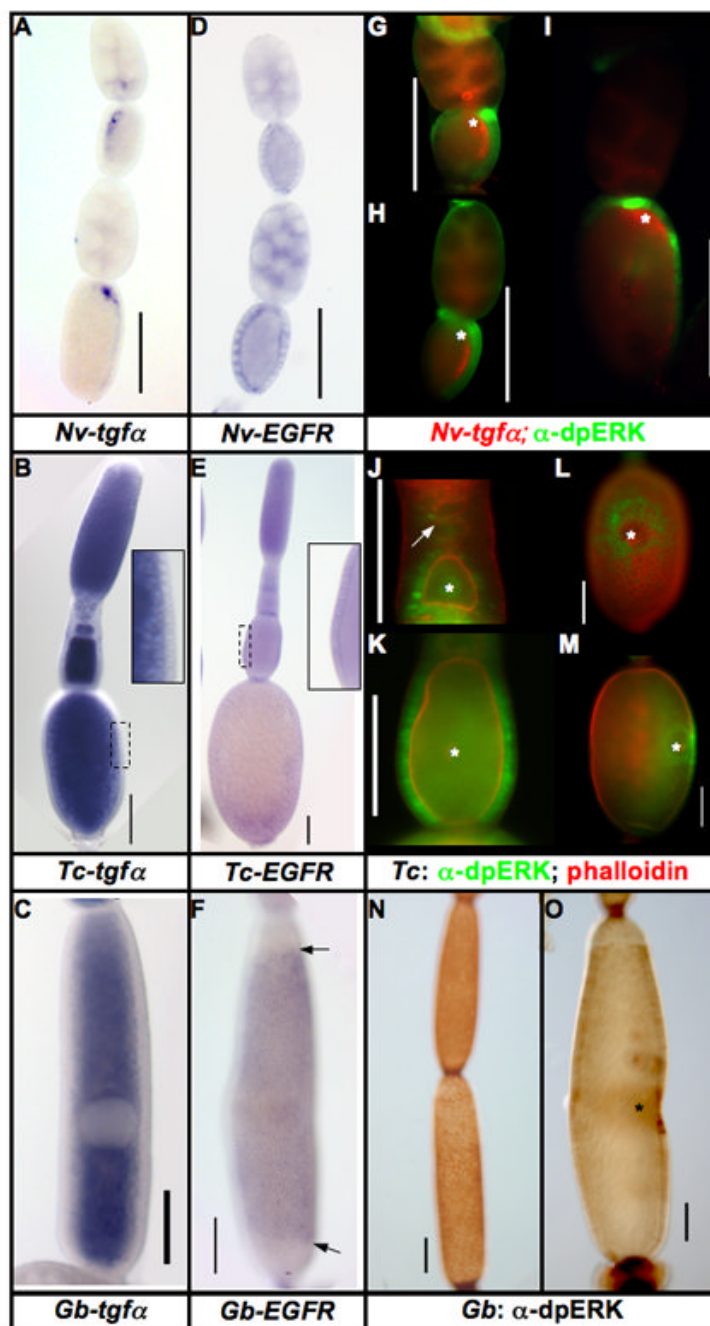 A D G I
H
Nv-tgfα Nv-EGFR Nv-tgfα; α-dpERK
B E J L
K M
Tc-tgfα Tc-EGFR Tc: α-dpERK; phalloidin
C F N O
Gb-tgfα Gb-EGFR Gb: α-dpERK